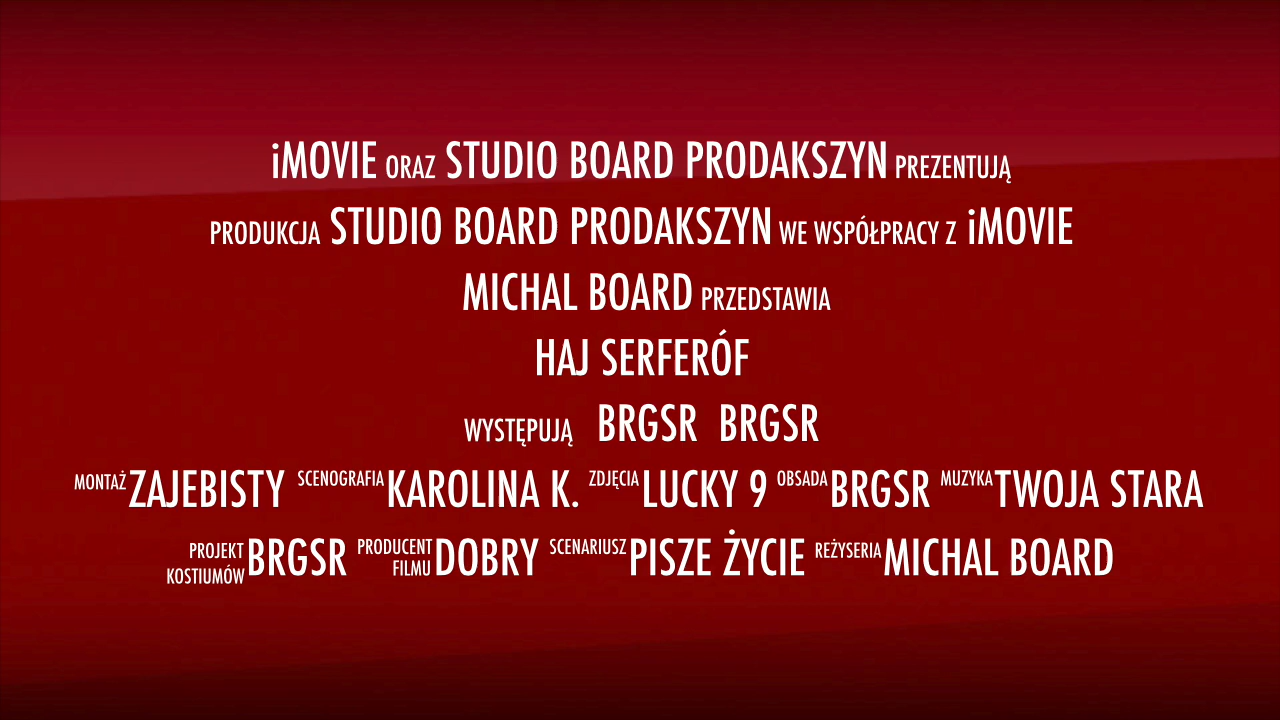 iMOVIE ORAZ STUDIO BOARD PRODAKSZYN PREZENTUJĄ
PRODUKCJA STUDIO BOARD PRODAKSZYN WE WSPÓŁPRACY Z iMOVIE
MICHAL BOARD PRZEDSTAWIA
HAJ SERFERÓF
WYSTĘPUJĄ BRGSR BRGSR
MONTAŻ ZAJEBISTY SCENOGRAFIA KAROLINA K. ZDJĘCIA LUCKY 9 OBSADA BRGSR MUZYKA TWOJA STARA
PROJEKT KOSTIUMÓW BRGSR PRODUCENT FILMU DOBRY SCENARIUSZ PISZE ŻYCIE REŻYSERIA MICHAL BOARD